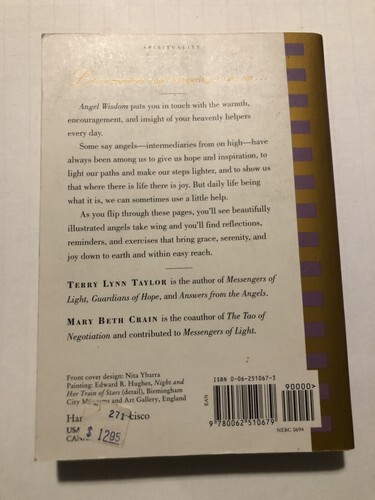 SPIRITUALITY
Angel Wisdom puts you in touch with the warmth,
encouragement, and insight of your heavenly helpers
every day.
Some say angels—intermediaries from on high—have
always been among us to give us hope and inspiration, to
light our paths and make our steps lighter, and to show us
that where there is life there is joy. But daily life being
what it is, we can sometimes use a little help.
As you flip through these pages, you'll see beautifully
illustrated angels take wing and you'll find reflections,
reminders, and exercises that bring grace, serenity, and
joy down to earth and within easy reach.
TERRY LYNN TAYLOR is the author of Messengers of
Light, Guardians of Hope, and Answers from the Angels.
MARY BETH CRAIN is the coauthor of The Tao of
Negotiation and contributed to Messengers of Light.
Front cover design: Nita Ybarra
Painting: Edward R. Hughes, Night and
Her Train of Stars (detail), Birmingham
City Museums and Art Gallery, England
Har cisco
271
USA
CAN
$ 1295
ISBN 0-06-251067-3
90000>
EAN
9 780062 510679
NEBC 5694